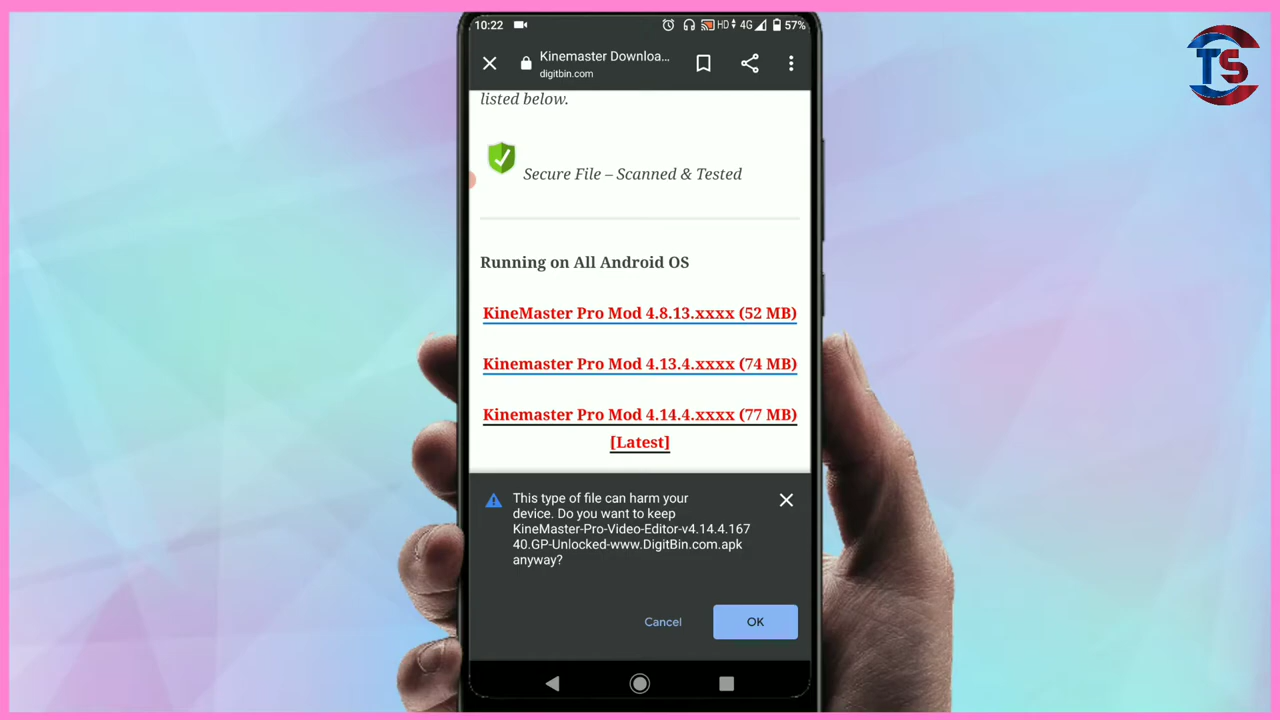 10:22 HD 4G 57%
Kinemaster Downloa...
digitbin.com
TS
listed below.
Secure File – Scanned & Tested
Running on All Android OS
KineMaster Pro Mod 4.8.13.xxxx (52 MB)
Kinemaster Pro Mod 4.13.4.xxxx (74 MB)
Kinemaster Pro Mod 4.14.4.xxxx (77 MB)
[Latest]
This type of file can harm your
device. Do you want to keep
KineMaster-Pro-Video-Editor-v4.14.4.167
40.GP-Unlocked-www.DigitBin.com.apk
anyway?
Cancel OK